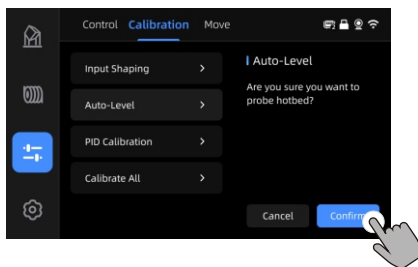 Control Calibration Move
Input Shaping
Auto-Level
PID Calibration
Calibrate All
Auto-Level
Are you sure you want to
probe hotbed?
Cancel Confirm